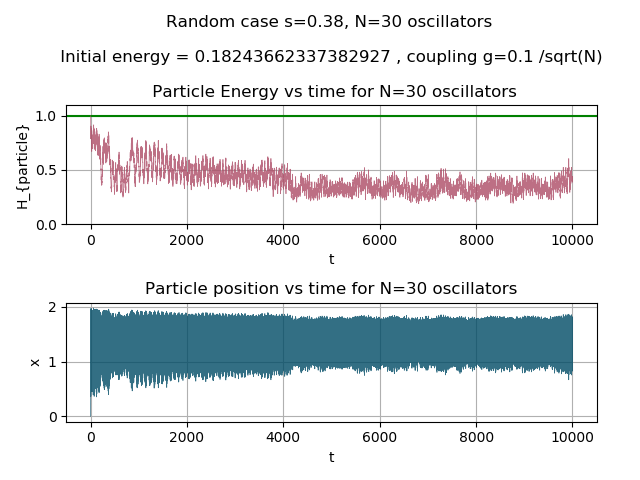 Random case s=0.38, N=30 oscillators
Initial energy = 0.18243662337382927 , coupling g=0.1 /sqrt(N)
Particle Energy vs time for N=30 oscillators
H_{particle}
1.0
0.5
0.0
0 2000 4000 6000 8000 10000
t
Particle position vs time for N=30 oscillators
x
2
1
0
0 2000 4000 6000 8000 10000
t